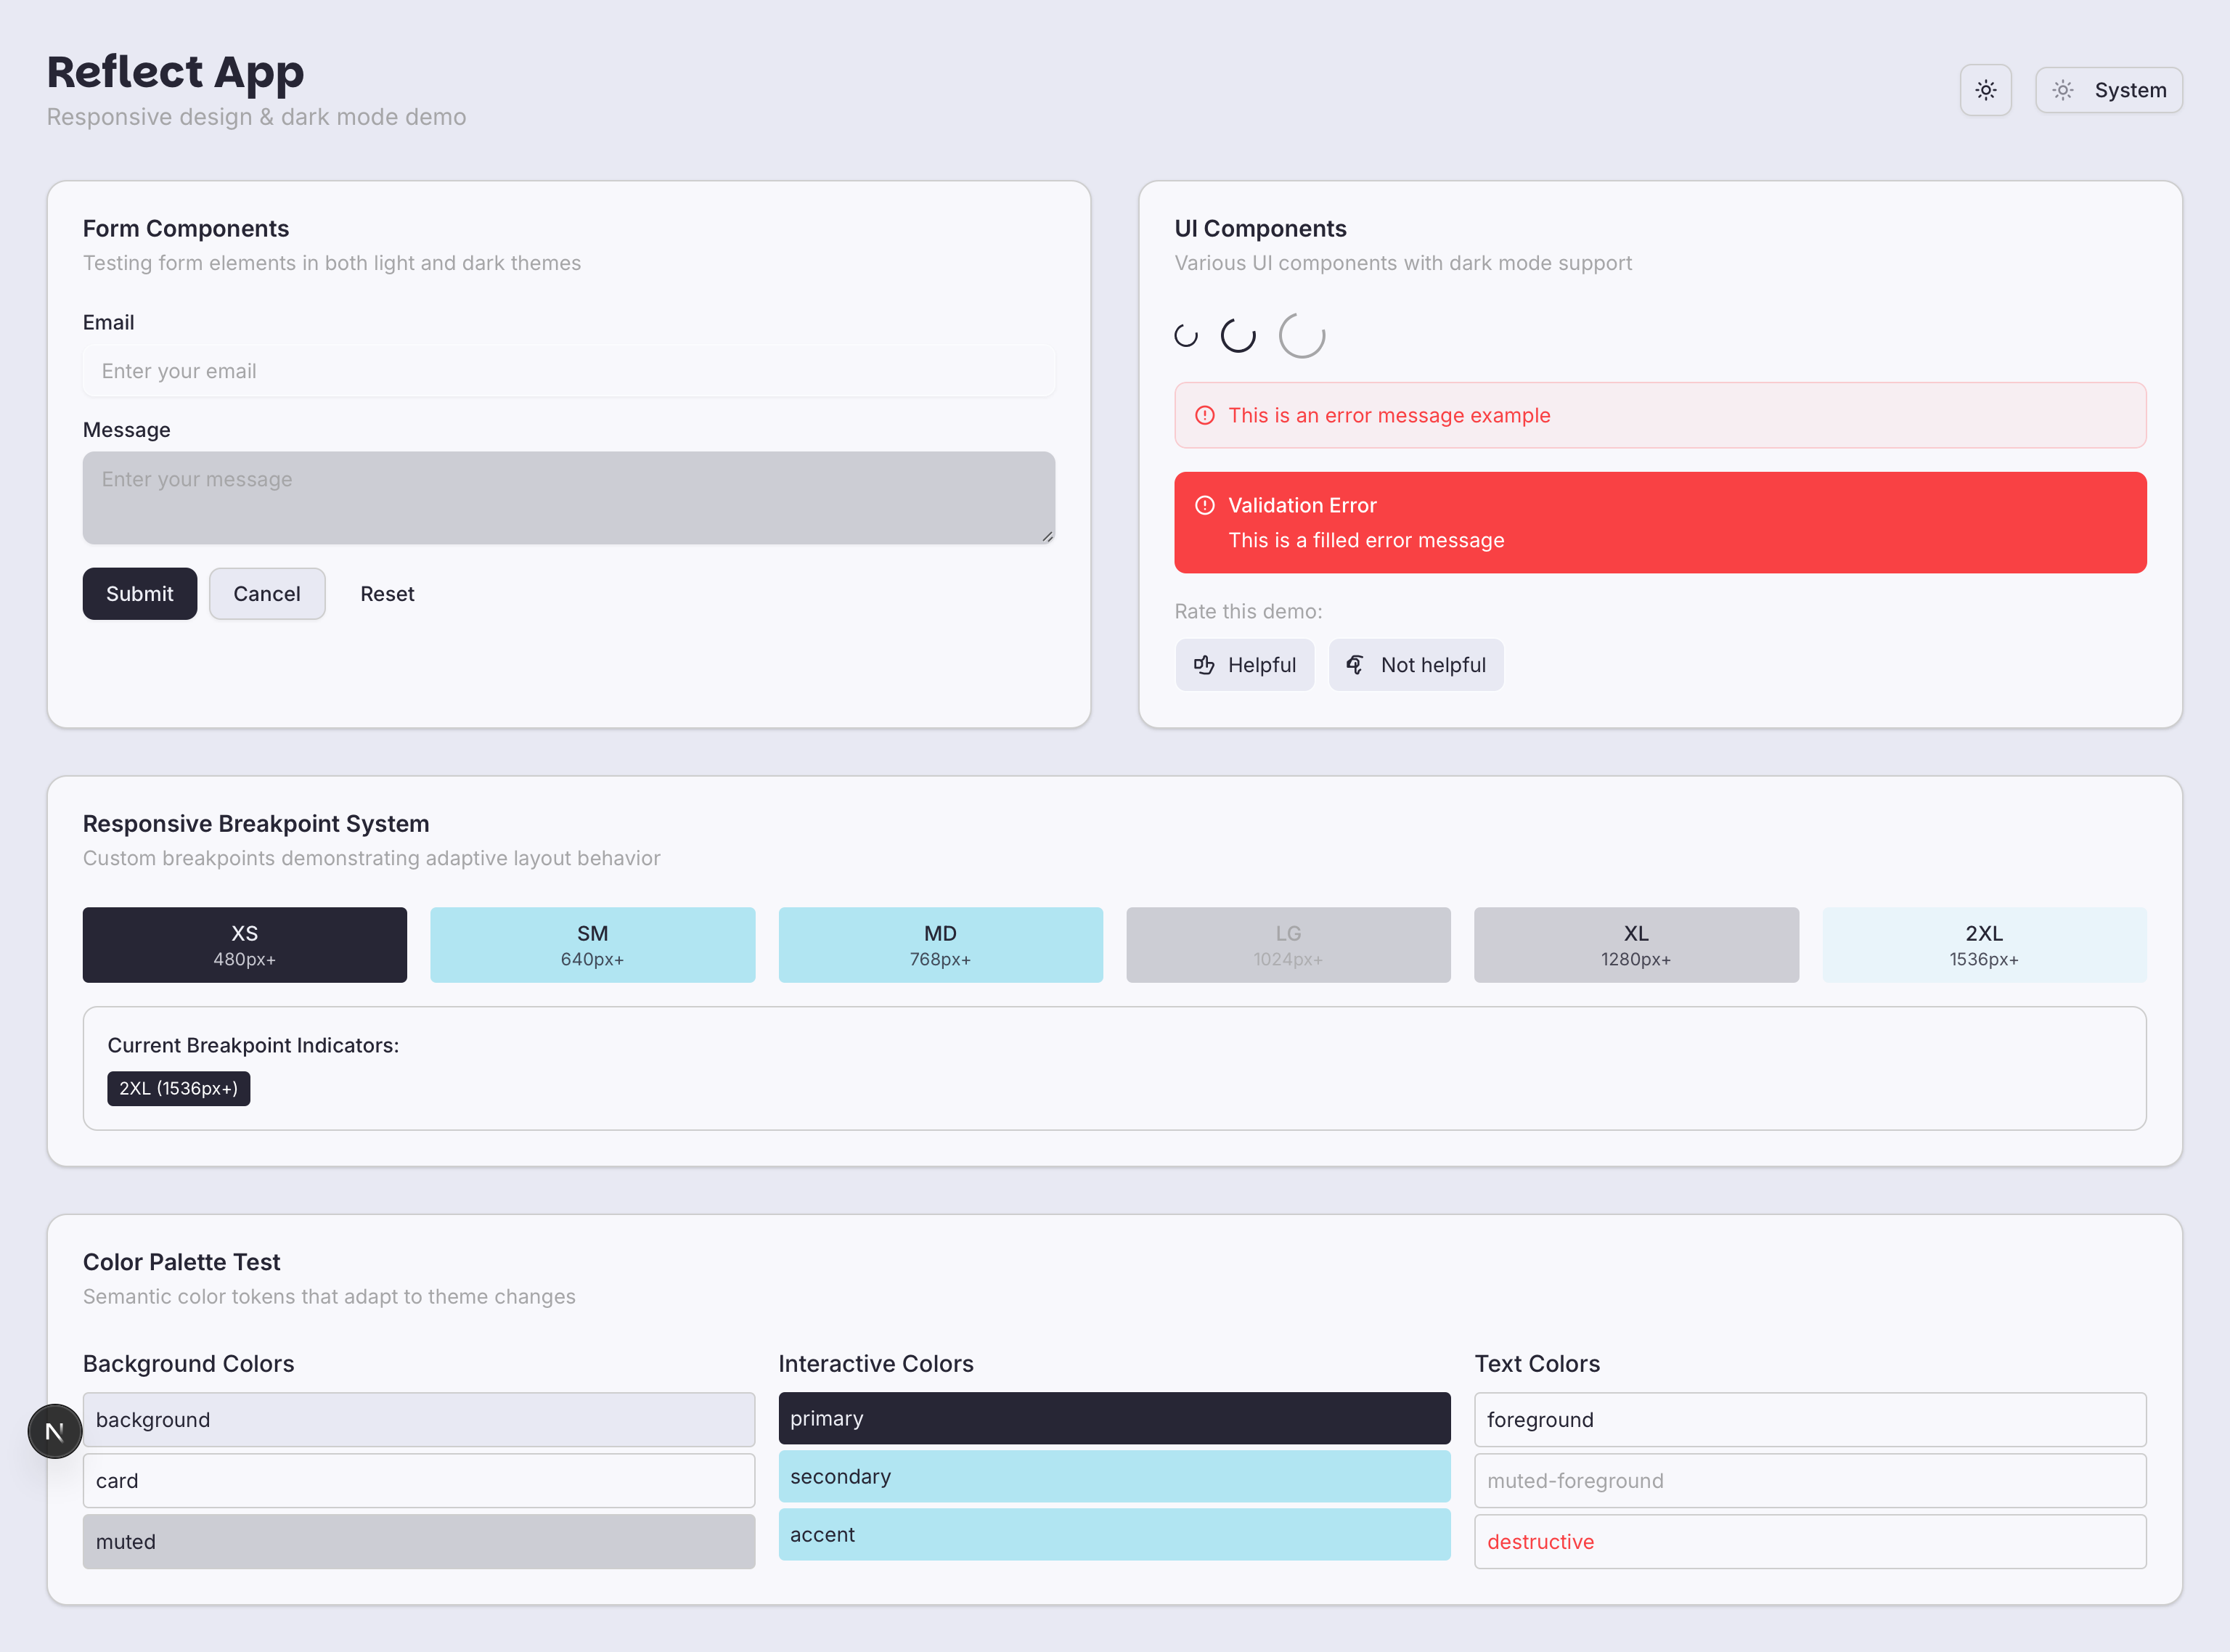 Reflect App
Responsive design & dark mode demo
System
Form Components
Testing form elements in both light and dark themes
Email
Enter your email
Message
Enter your message
Submit
Cancel
Reset
UI Components
Various UI components with dark mode support
This is an error message example
Validation Error
This is a filled error message
Rate this demo:
Helpful
Not helpful
Responsive Breakpoint System
Custom breakpoints demonstrating adaptive layout behavior
XS
480px+
SM
640px+
MD
768px+
LG
1024px+
XL
1280px+
2XL
1536px+
Current Breakpoint Indicators:
2XL (1536px+)
Color Palette Test
Semantic color tokens that adapt to theme changes
Background Colors
background
card
muted
Interactive Colors
primary
secondary
accent
Text Colors
foreground
muted-foreground
destructive
N